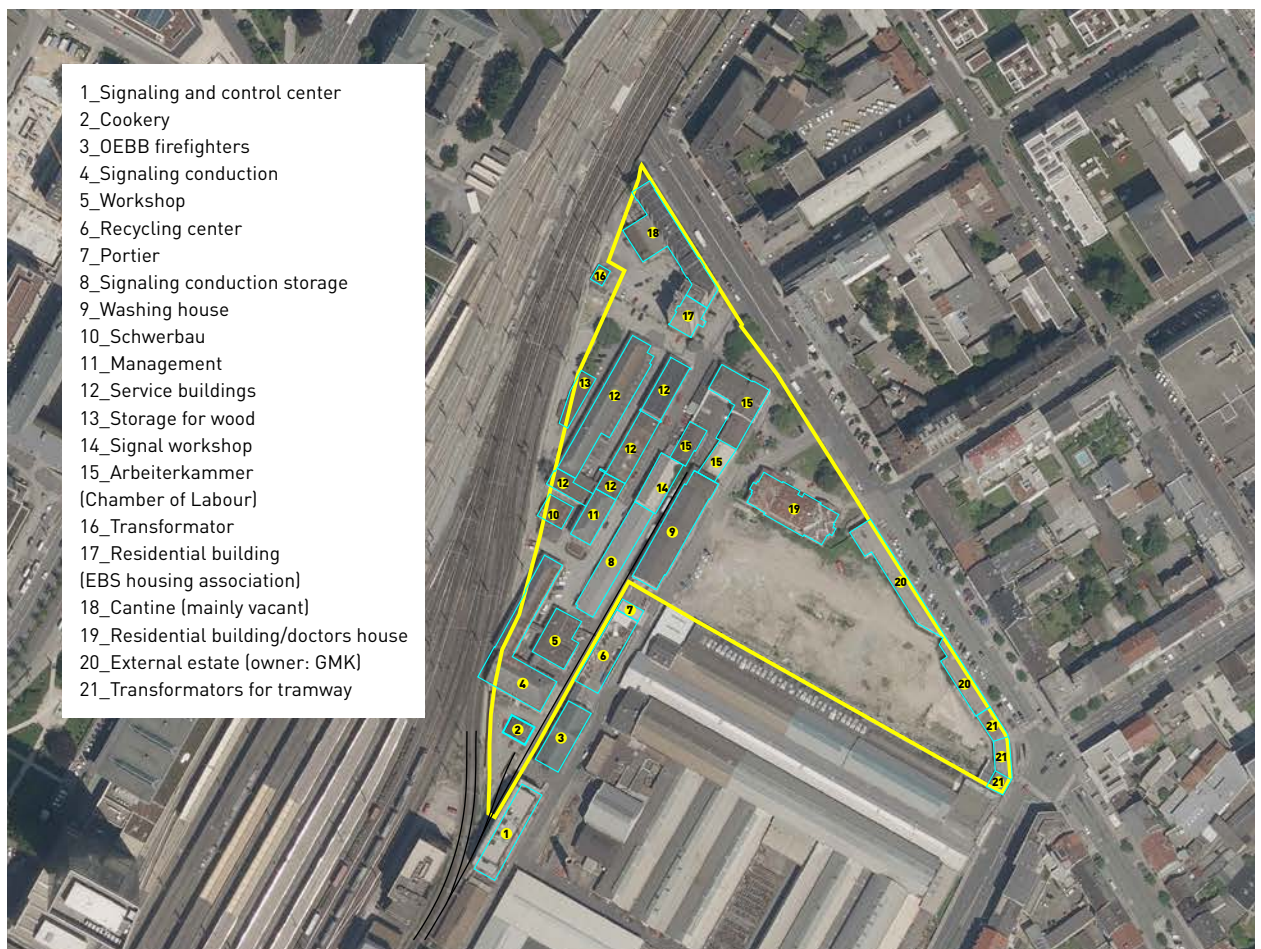 1_Signaling and control center
2_Cookery
3_OEBB firefighters
4_Signaling conduction
5_Workshop
6_Recycling center
7_Portier
8_Signaling conduction storage
9_Washing house
10_Schwerbau
11_Management
12_Service buildings
13_Storage for wood
14_Signal workshop
15_Arbeiterkammer
(Chamber of Labour)
16_Transformator
17_Residential building
(EBS housing association)
18_Cantine (mainly vacant)
19_Residential building/doctors house
20_External estate (owner: GMK)
21_Transformators for tramway
18
16
17
13
12
12
15
12
15
15
12
12
14
10
11
19
9
8
20
7
5
6
4
20
2
3
21
21
21
1